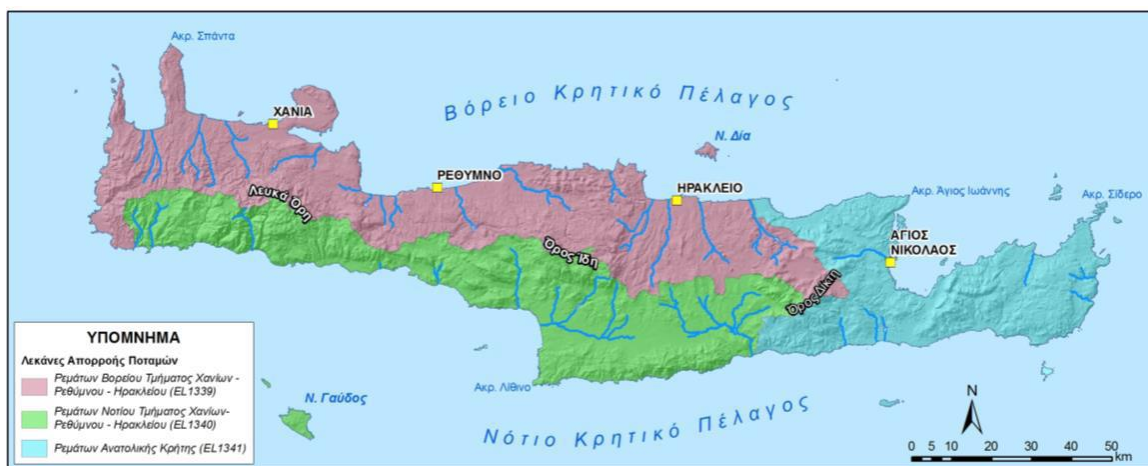 Ακρ. Σπάντα
ΧΑΝΙΑ
Βόρειο Κρητικό Πέλαγος
Ν. Δία
ΡΕΘΥΜΝΟ
ΗΡΑΚΛΕΙΟ
Ακρ. Άγιος Ιωάννης
Ακρ. Σίδερο
Λευκά Όρη
Όρος Ίδη
ΑΓΙΟΣ
ΝΙΚΟΛΑΟΣ
Όρος Δίκτη
ΥΠΟΜΝΗΜΑ
Λεκάνες Απορροής Ποταμών
Ρεμάτων Βορείου Τμήματος Χανίων -
Ρεθύμνου - Ηρακλείου (EL1339)
Ρεμάτων Νοτίου Τμήματος Χανίων-
Ρεθύμνου - Ηρακλείου (EL1340)
Ρεμάτων Ανατολικής Κρήτης (EL1341)
Ν. Γαύδος
Ακρ. Λίθινο
Νότιο Κρητικό Πέλαγος
N
0 5 10 20 30 40 50
km